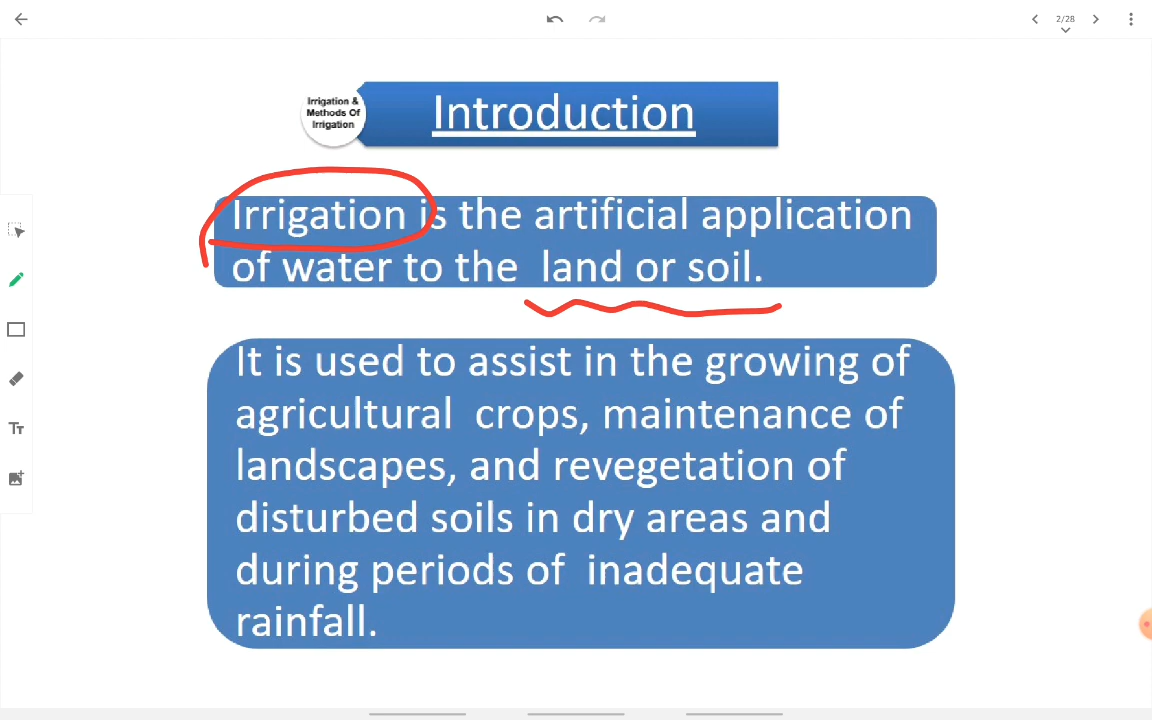 2/28
Irrigation &
Methods Of
Irrigation
Introduction
Irrigation is the artificial application
of water to the land or soil.
It is used to assist in the growing of
agricultural crops, maintenance of
landscapes, and revegetation of
disturbed soils in dry areas and
during periods of inadequate
rainfall.
Tт